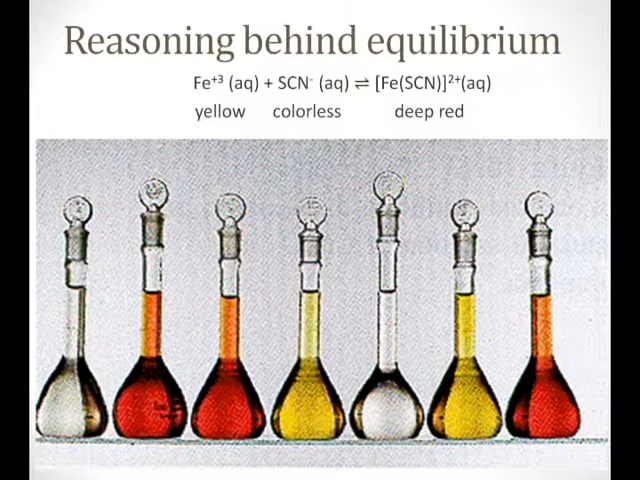 Reasoning behind equilibrium
Fe⁺³ (aq) + SCN⁻ (aq) ⇌ [Fe(SCN)]²⁺(aq)
yellow colorless deep red